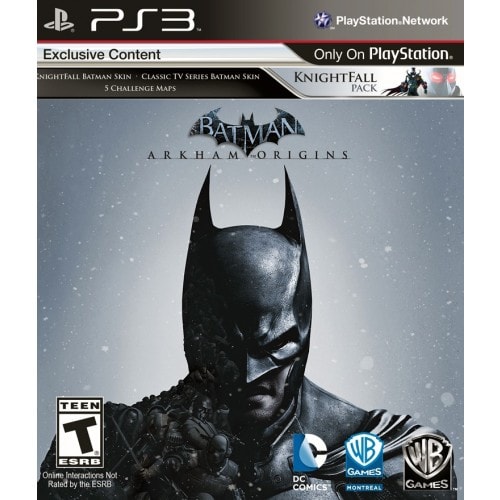 PS3
PlayStation®Network
Exclusive Content
Only On PlayStation®
KNIGHTFALL BATMAN SKIN · CLASSIC TV SERIES BATMAN SKIN
5 CHALLENGE MAPS
KNIGHTFALL
PACK
BATMAN
ARKHAM ORIGINS
TEEN
T
ESRB
Online Interactions Not
Rated by the ESRB
DC
COMICS
WB
GAMES
MONTREAL
WB
GAMES